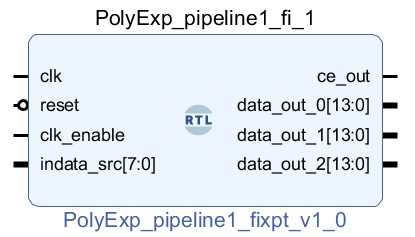 PolyExp_pipeline1_fi_1
clk
reset
clk_enable
indata_src[7:0]
RTL
ce_out
data_out_0[13:0]
data_out_1[13:0]
data_out_2[13:0]
PolyExp_pipeline1_fixpt_v1_0